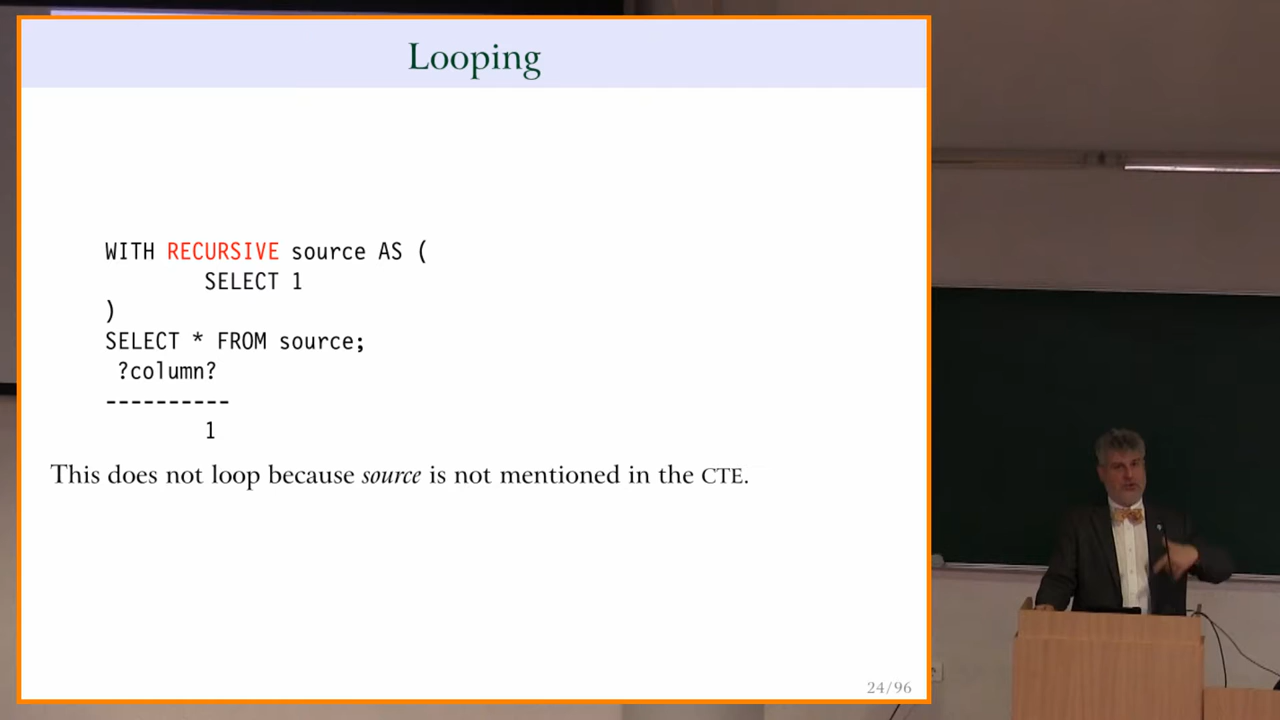 Looping
WITH RECURSIVE source AS (
SELECT 1
)
SELECT * FROM source;
?column?
----------
1
This does not loop because source is not mentioned in the CTE.
24/96